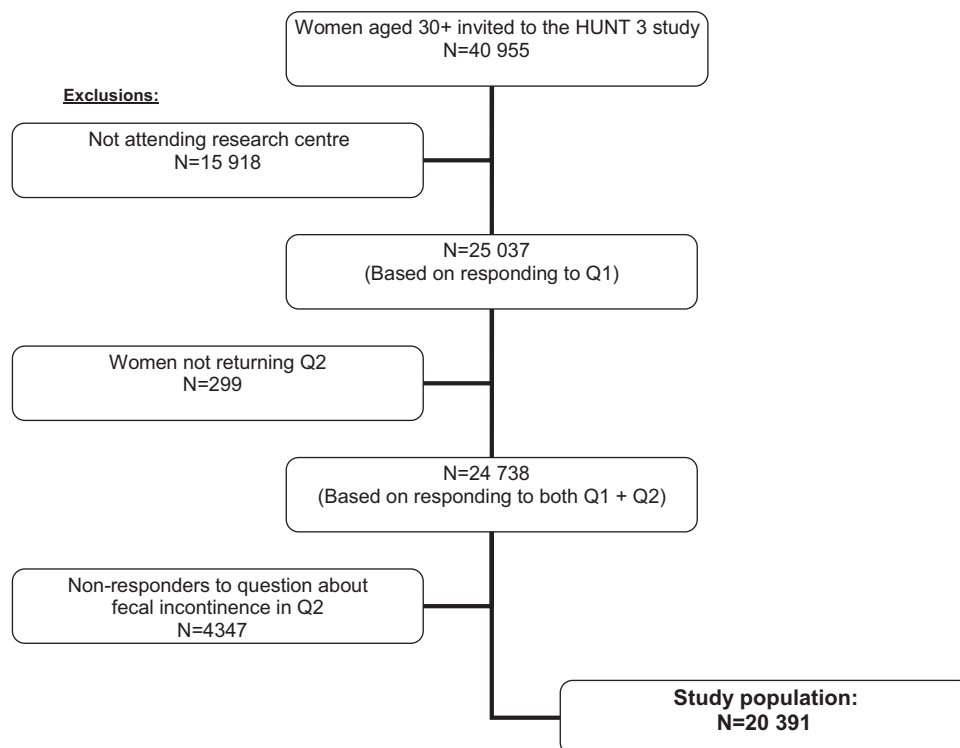 Women aged 30+ invited to the HUNT 3 study
N=40 955
Exclusions:
Not attending research centre
N=15 918
N=25 037
(Based on responding to Q1)
Women not returning Q2
N=299
N=24 738
(Based on responding to both Q1 + Q2)
Non-responders to question about
fecal incontinence in Q2
N=4347
Study population:
N=20 391